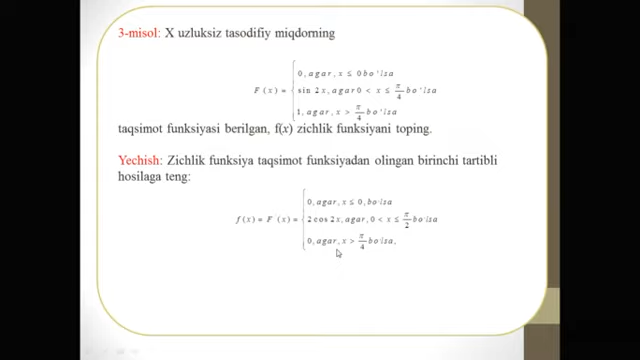 3-misol: X uzluksiz tasodifiy miqdorning
0, agar, x ≤ 0 bo'lsa
F (x) = { sin 2x, agar 0 < x ≤ π/4 bo'lsa
1, agar, x > π/4 bo'lsa
taqsimot funksiyasi berilgan, f(x) zichlik funksiyani toping.
Yechish: Zichlik funksiya taqsimot funksiyadan olingan birinchi tartibli
hosilaga teng:
0, agar, x ≤ 0, bo'lsa
f(x) = F'(x) = { 2 cos 2x, agar, 0 < x ≤ π/2 bo'lsa
0, agar, x > π/4 bo'lsa,